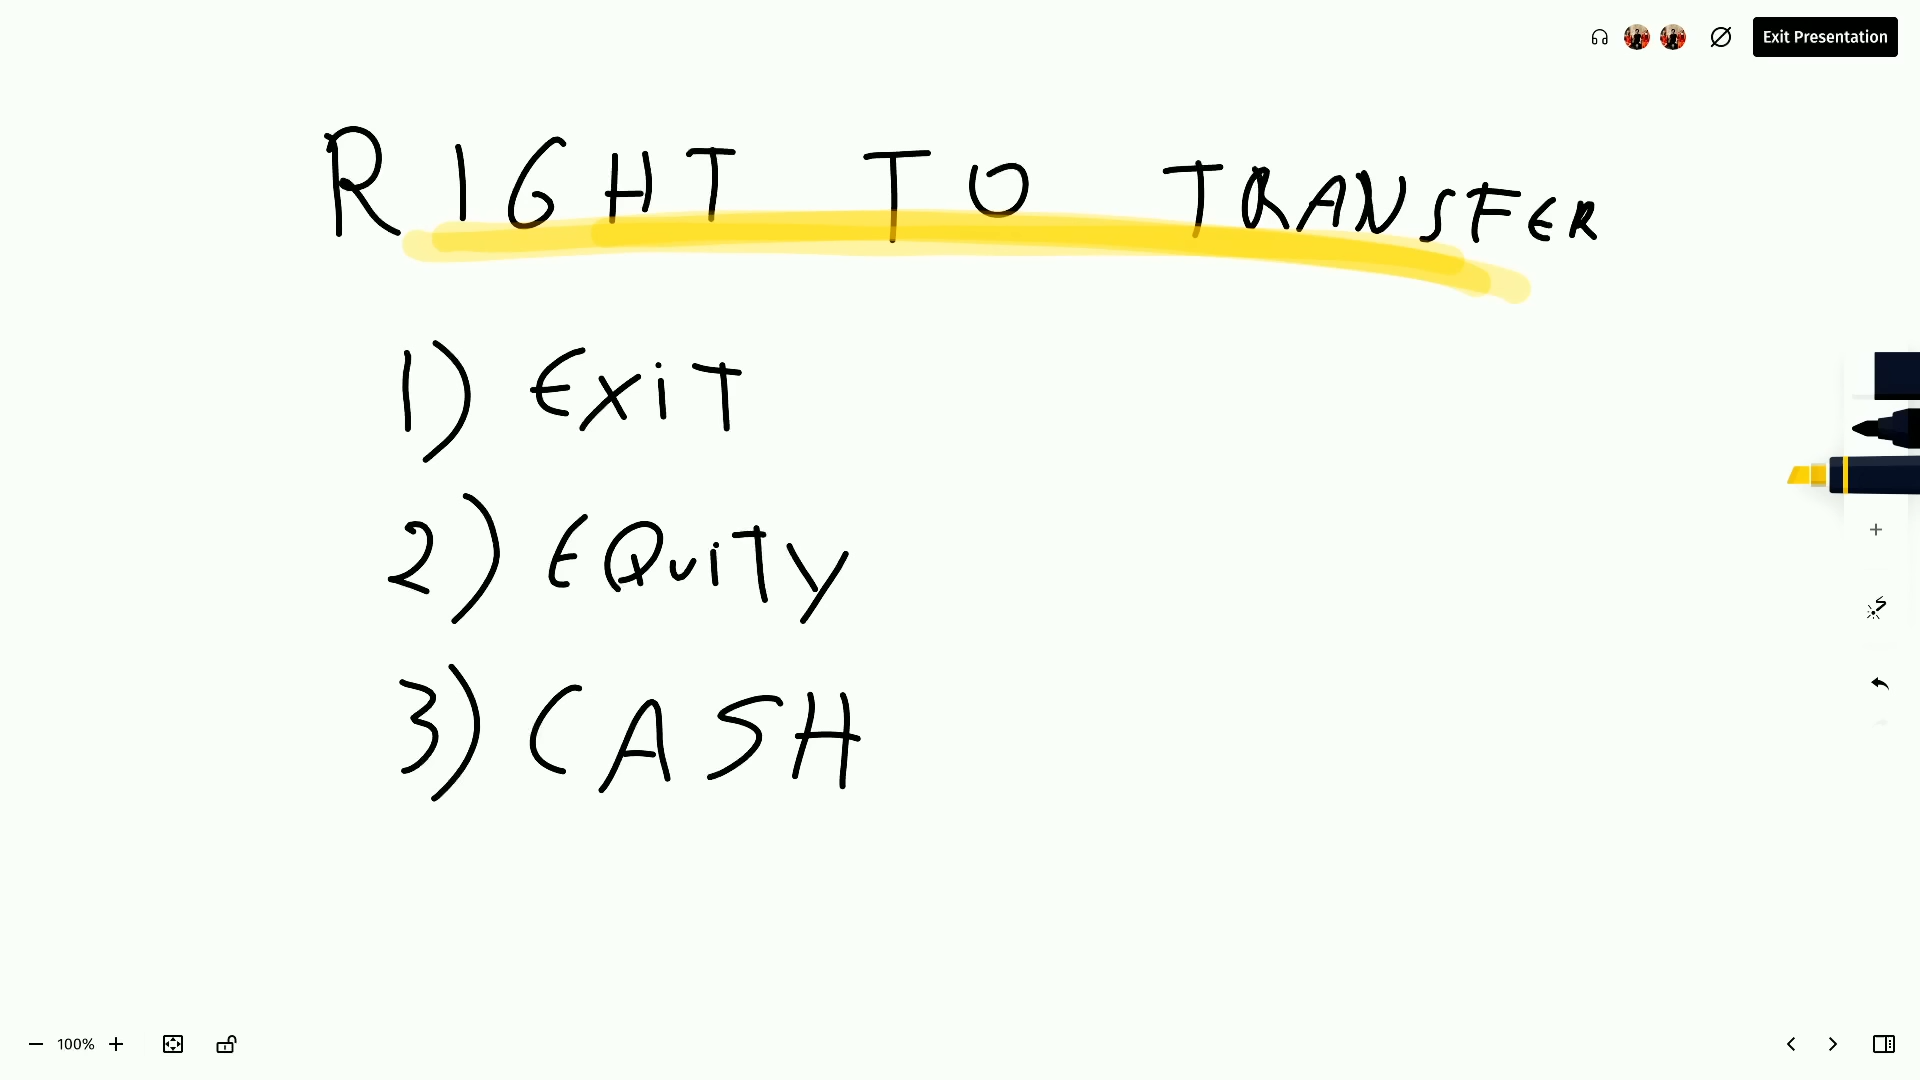 Exit Presentation
RIGHT TO TRANSFER
1) ExiT
2) EQuiTy
3) CASH
100%